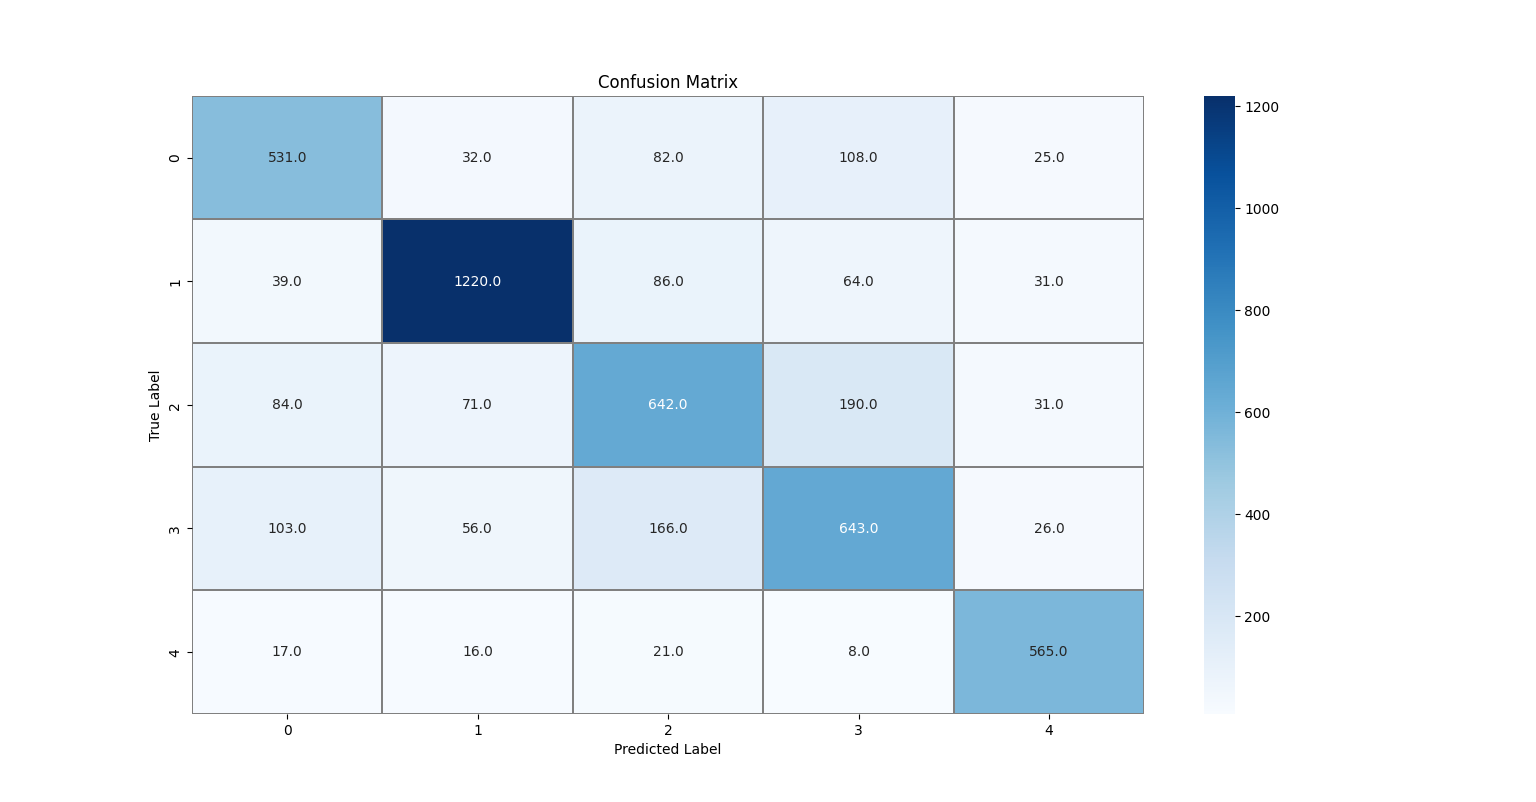 Confusion Matrix
0 531.0 32.0 82.0 108.0 25.0
1 39.0 1220.0 86.0 64.0 31.0
2 84.0 71.0 642.0 190.0 31.0
3 103.0 56.0 166.0 643.0 26.0
4 17.0 16.0 21.0 8.0 565.0
True Label
0 1 2 3 4
Predicted Label
1200
1000
800
600
400
200